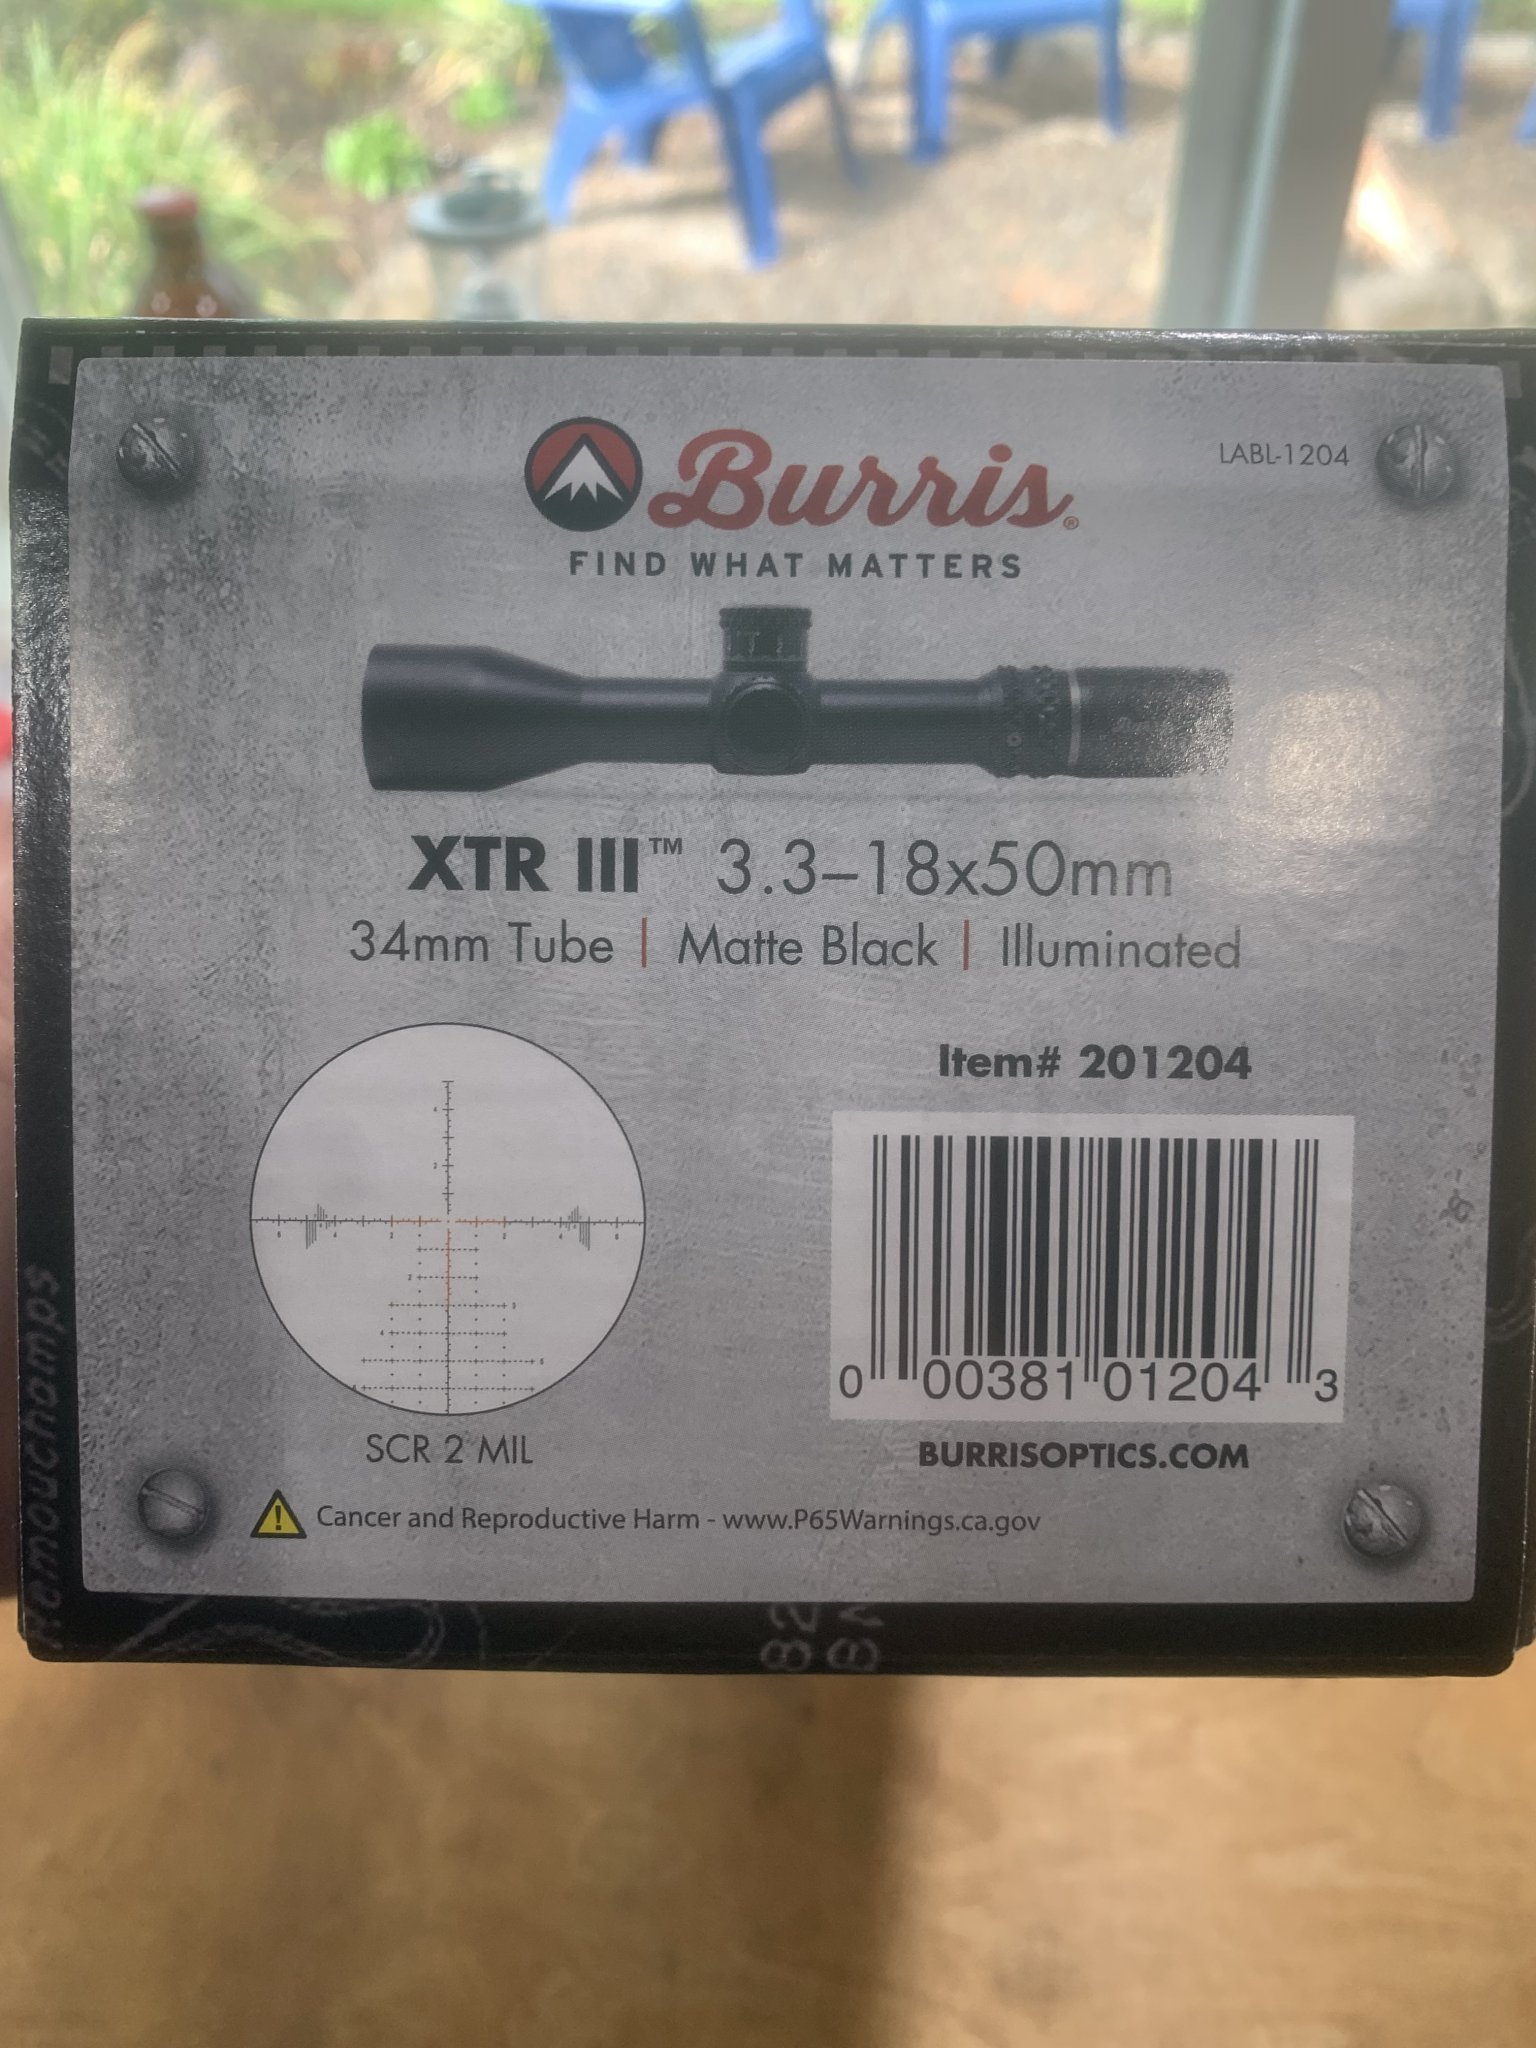 Burris®
LABL-1204
FIND WHAT MATTERS
XTR III™ 3.3–18x50mm
34mm Tube | Matte Black | Illuminated
Item# 201204
0 00381 01204 3
SCR 2 MIL
BURRISOPTICS.COM
Cancer and Reproductive Harm - www.P65Warnings.ca.gov